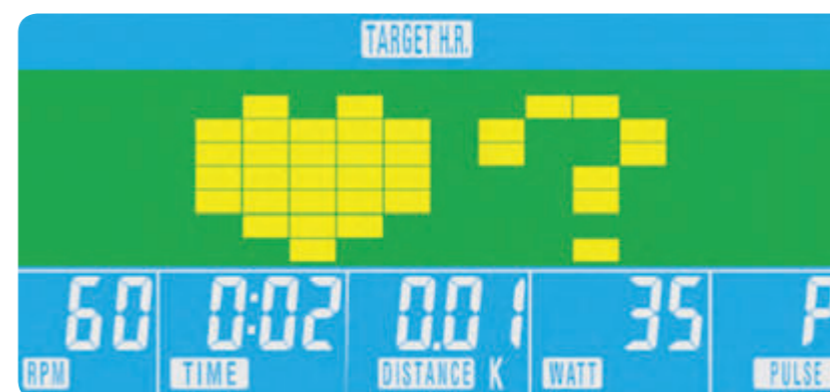 TARGET H.R.
?
60 0:02 0.01 35 P
RPM TIME DISTANCE K WATT PULSE